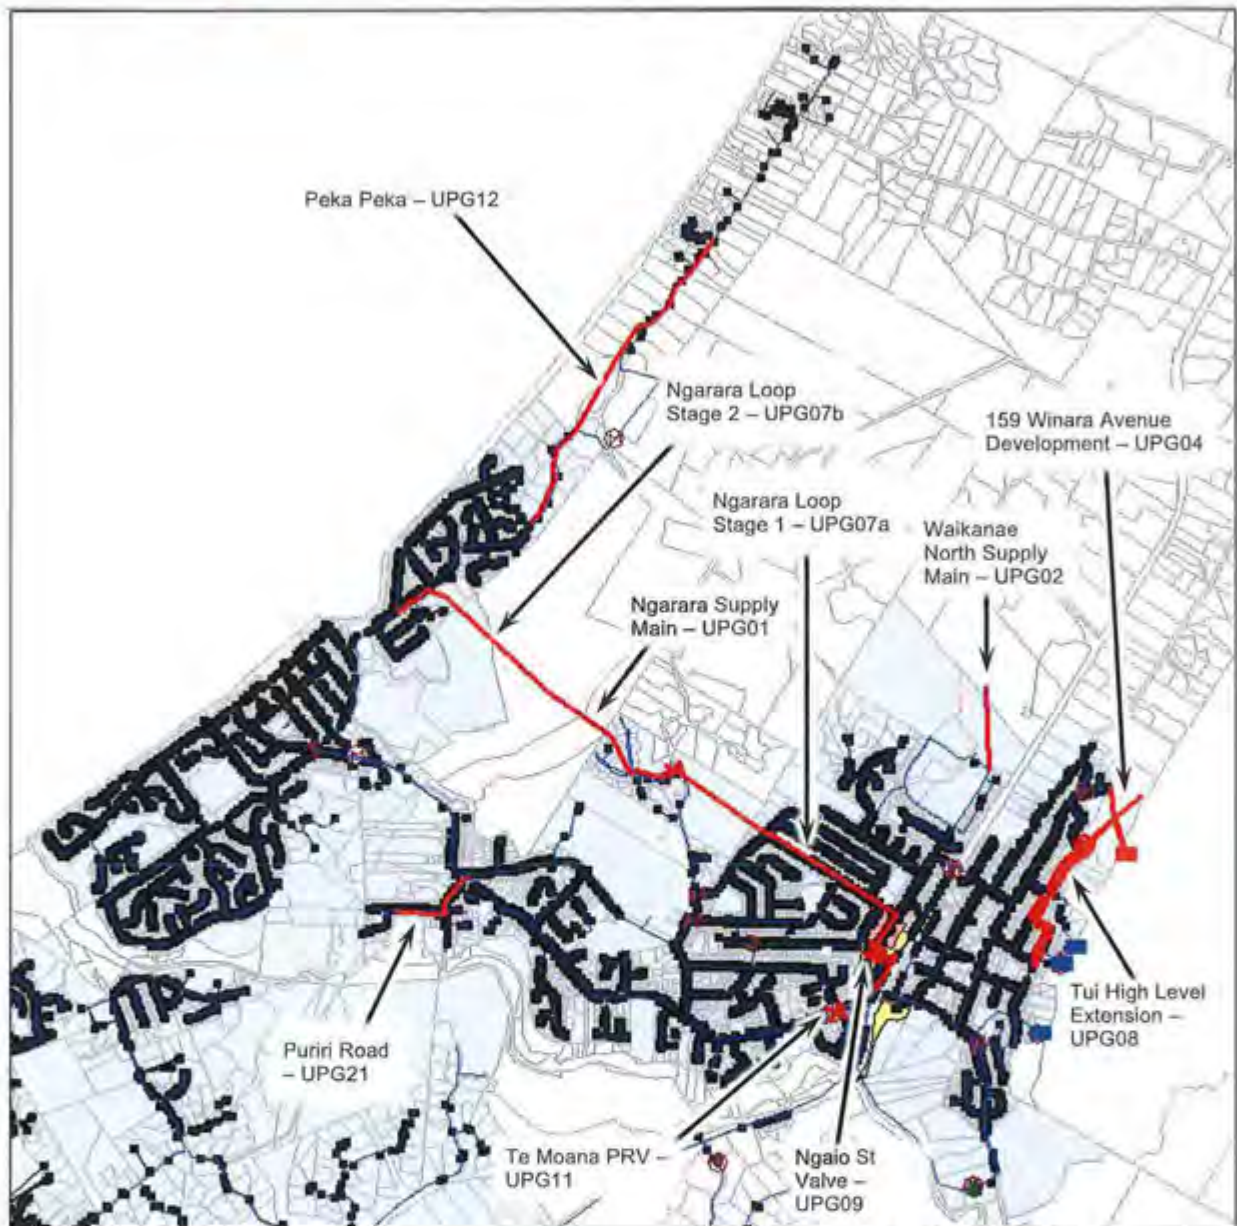 Peka Peka – UPG12
Ngarara Loop
Stage 2 – UPG07b
159 Winara Avenue
Development – UPG04
Ngarara Loop
Stage 1 – UPG07a
Waikanae
North Supply
Main – UPG02
Ngarara Supply
Main – UPG01
Tui High Level
Extension –
UPG08
Puriri Road
– UPG21
Te Moana PRV –
UPG11
Ngaio St
Valve –
UPG09